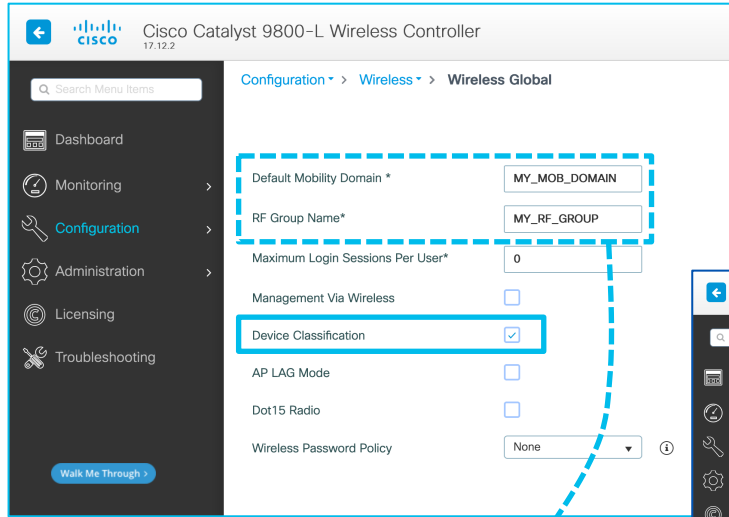 CISCO
Cisco Catalyst 9800-L Wireless Controller
17.12.2
Search Menu Items
Configuration > Wireless > Wireless Global
Dashboard
Monitoring
Configuration
Administration
Licensing
Troubleshooting
Walk Me Through >
Default Mobility Domain * MY_MOB_DOMAIN
RF Group Name* MY_RF_GROUP
Maximum Login Sessions Per User* 0
Management Via Wireless
Device Classification
AP LAG Mode
Dot15 Radio
Wireless Password Policy None